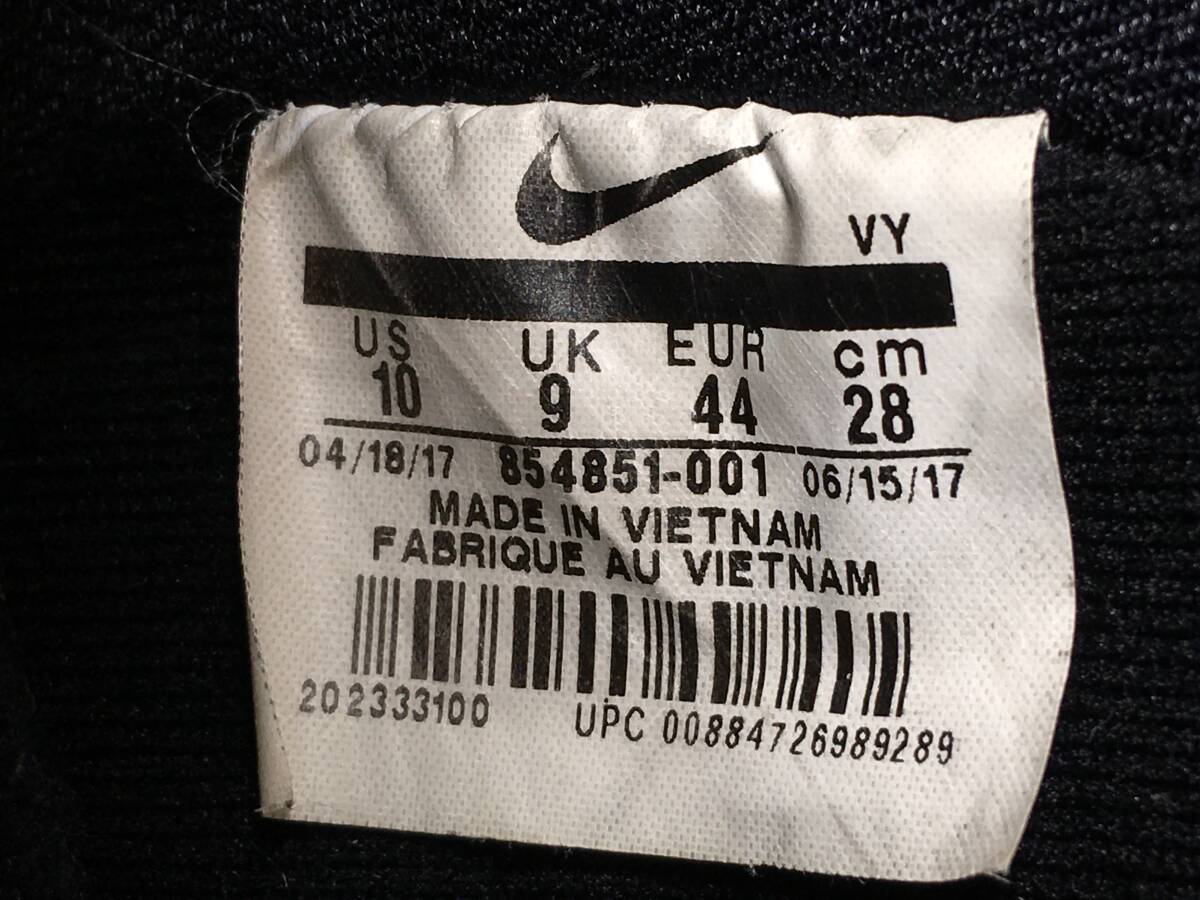 VY
US UK EUR cm
10 9 44 28
04/18/17 854851-001 06/15/17
MADE IN VIETNAM
FABRIQUE AU VIETNAM
202333100 UPC 00884726989289